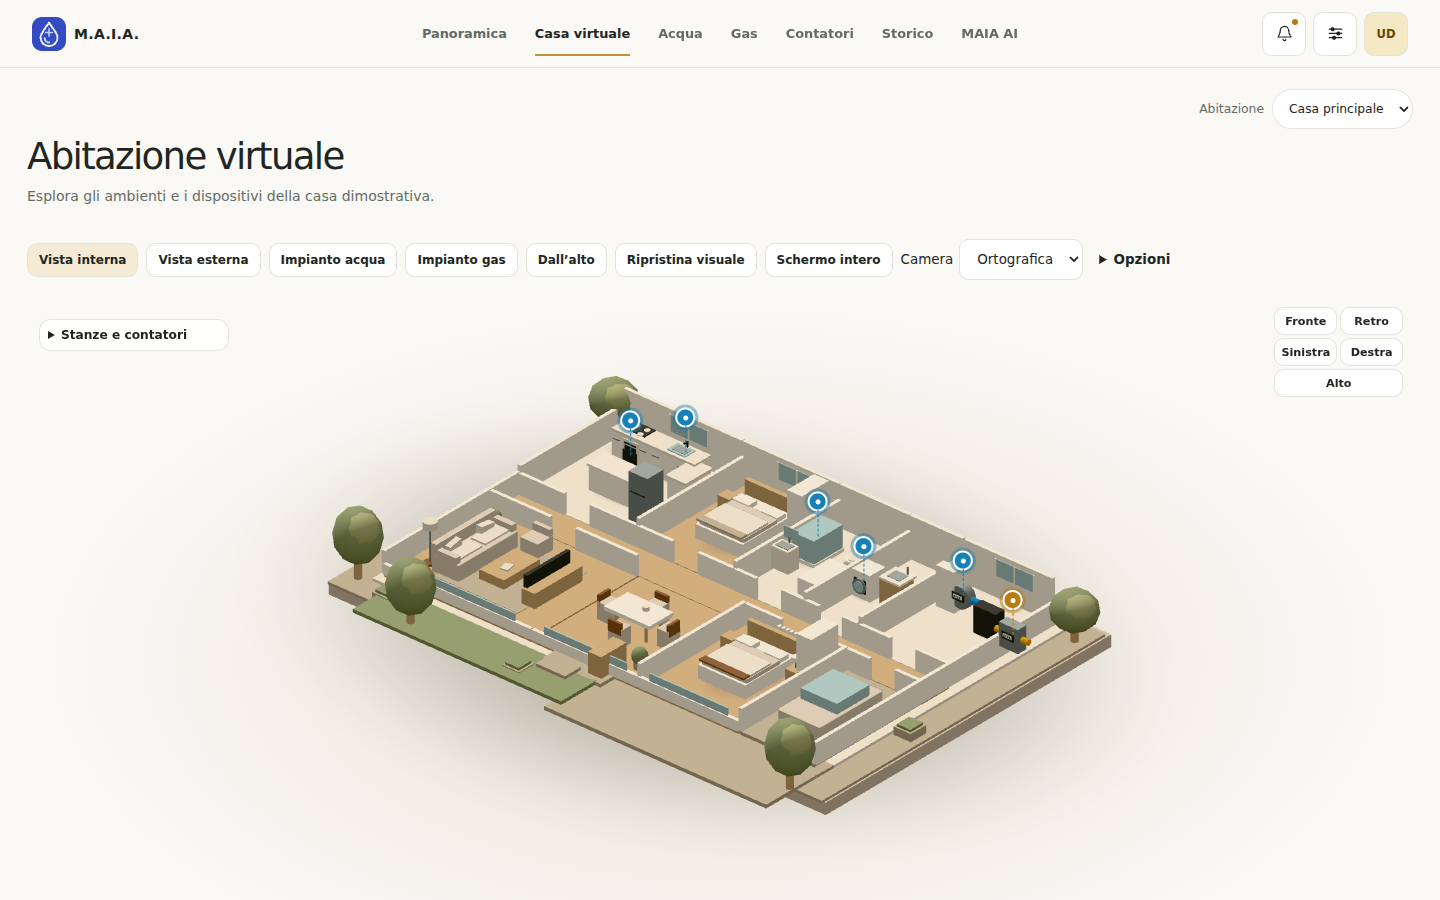 M.A.I.A.
Panoramica
Casa virtuale
Acqua
Gas
Contatori
Storico
MAIA AI
UD
Abitazione
Casa principale
Abitazione virtuale
Esplora gli ambienti e i dispositivi della casa dimostrativa.
Vista interna
Vista esterna
Impianto acqua
Impianto gas
Dall’alto
Ripristina visuale
Schermo intero
Camera
Ortografica
Opzioni
Stanze e contatori
Fronte
Retro
Sinistra
Destra
Alto